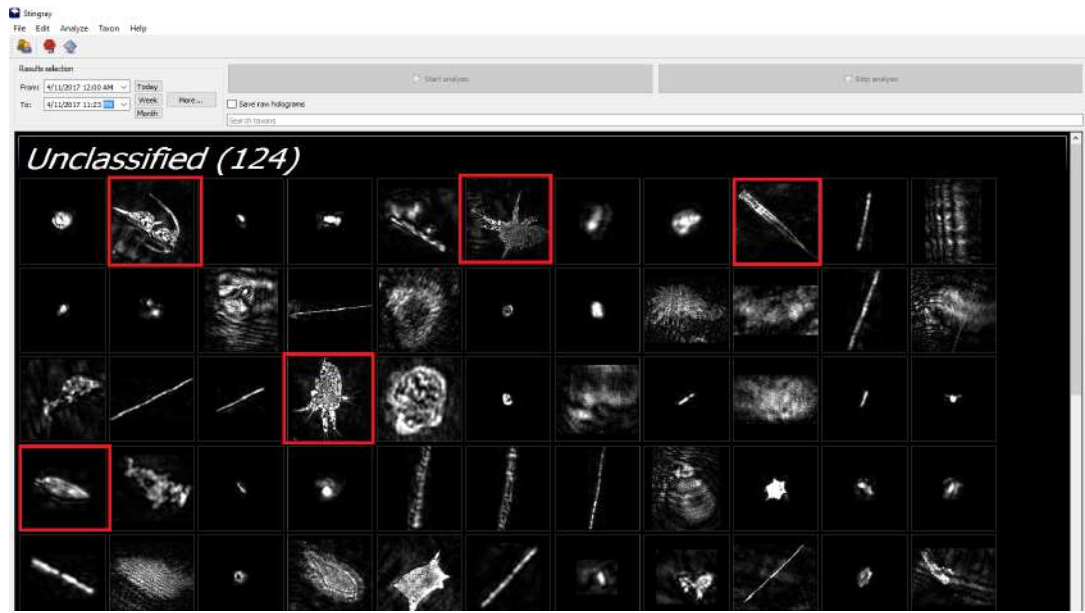 Stingray
File Edit Analyze Taxon Help
Results selection
From: 4/11/2017 12:00 AM Today
Week
More...
To: 4/11/2017 11:23 PM
Month
Start analysis
Stop analysis
Save raw holograms
Search taxons
Unclassified (124)